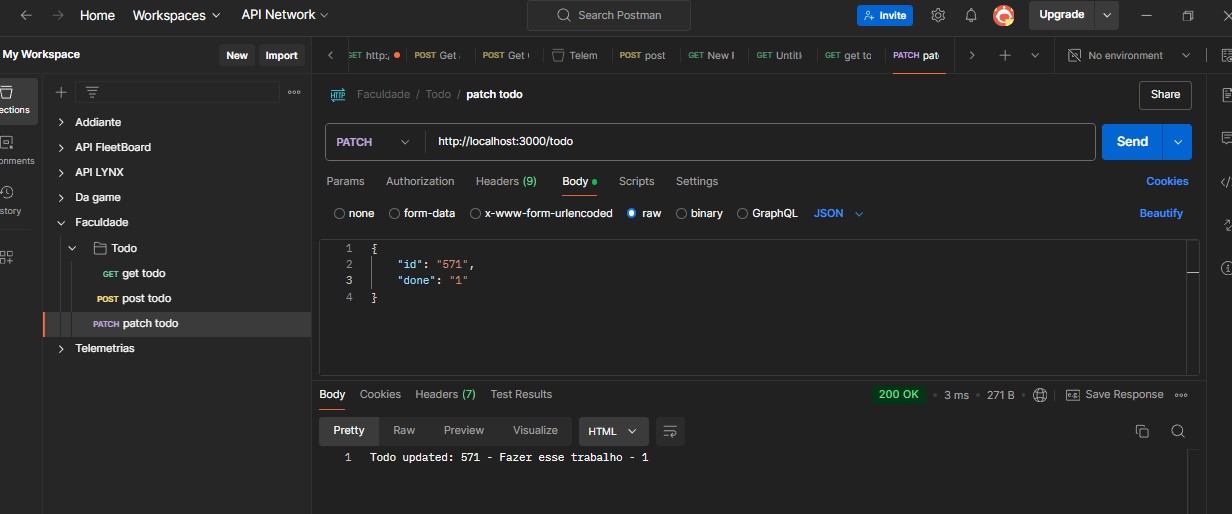 Home Workspaces API Network Search Postman Invite Upgrade
My Workspace New Import GET http:, POST Get . POST Get ( Telem POST post GET New F GET Untitl GET get to PATCH pat No environment
ections
onments
story
Addiante
API FleetBoard
API LYNX
Da game
Faculdade
Todo
GET get todo
POST post todo
PATCH patch todo
Telemetrias
HTTP Faculdade / Todo / patch todo Share
PATCH http://localhost:3000/todo Send
Params Authorization Headers (9) Body Scripts Settings Cookies
none form-data x-www-form-urlencoded raw binary GraphQL JSON Beautify
1 {
2 "id": "571",
3 "done": "1"
4 }
Body Cookies Headers (7) Test Results 200 OK • 3 ms • 271 B • e.g. Save Response
Pretty Raw Preview Visualize HTML
1 Todo updated: 571 - Fazer esse trabalho - 1